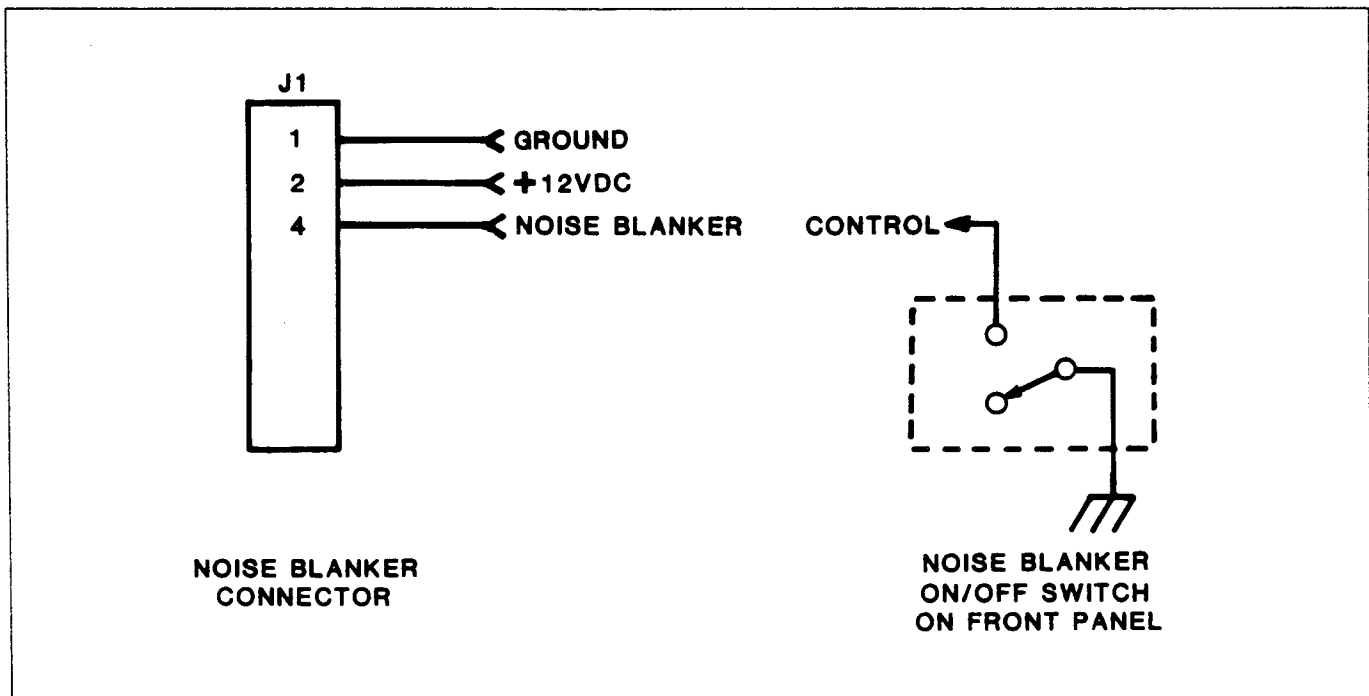 J1
1 GROUND
2 +12VDC
4 NOISE BLANKER CONTROL
NOISE BLANKER
CONNECTOR
NOISE BLANKER
ON/OFF SWITCH
ON FRONT PANEL